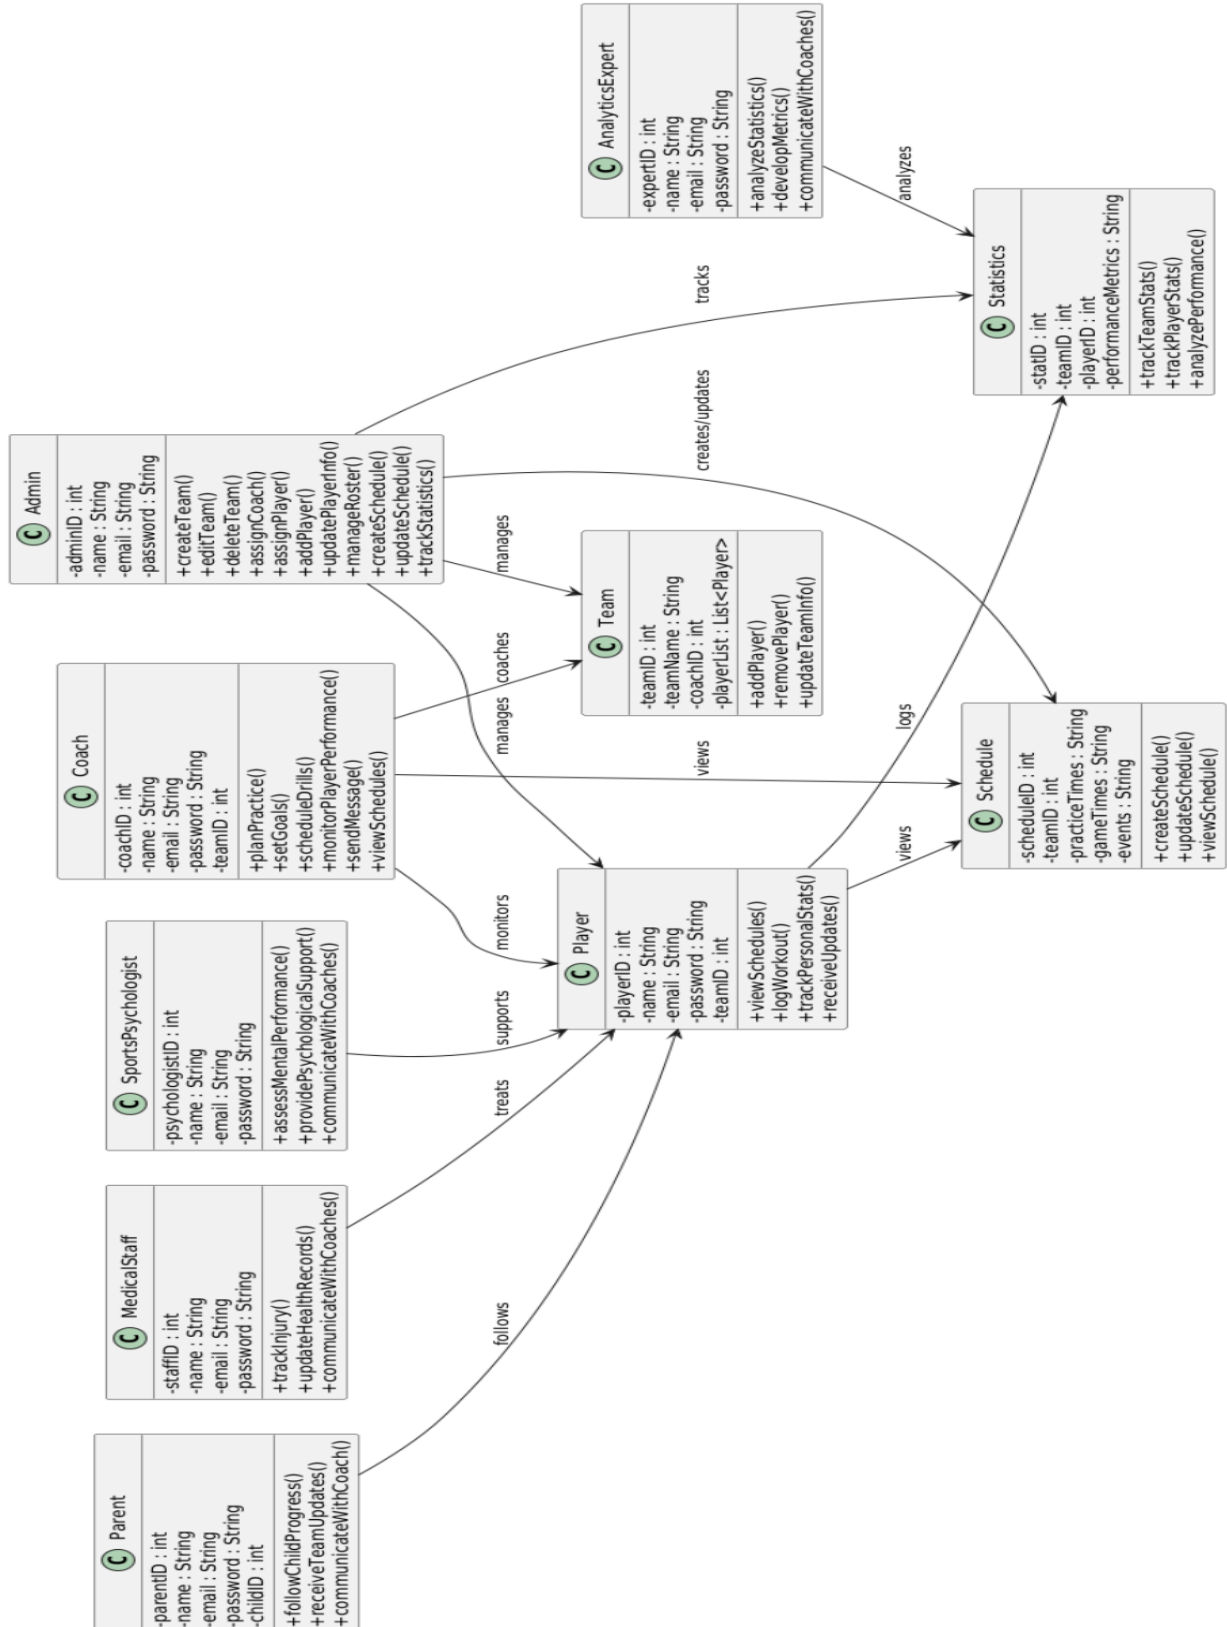 C Parent
-parentID : int
-name : String
-email : String
-password : String
-childID : int
+followChildProgress()
+receiveTeamUpdates()
+communicateWithCoach()
C MedicalStaff
-staffID : int
-name : String
-email : String
-password : String
+trackInjury()
+updateHealthRecords()
+communicateWithCoaches()
C SportsPsychologist
-psychologistID : int
-name : String
-email : String
-password : String
+assessMentalPerformance()
+providePsychologicalSupport()
+communicateWithCoaches()
C Coach
-coachID : int
-name : String
-email : String
-password : String
-teamID : int
+planPractice()
+setGoals()
+scheduleDrills()
+monitorPlayerPerformance()
+sendMessage()
+viewSchedules()
C Admin
-adminID : int
-name : String
-email : String
-password : String
+createTeam()
+editTeam()
+deleteTeam()
+assignCoach()
+assignPlayer()
+addPlayer()
+updatePlayerInfo()
+manageRoster()
+createSchedule()
+updateSchedule()
+trackStatistics()
follows
treats
supports
monitors
manages
coaches
manages
C Player
-playerID : int
-name : String
-email : String
-password : String
-teamID : int
+viewSchedules()
+logWorkout()
+trackPersonalStats()
+receiveUpdates()
C Team
-teamID : int
-teamName : String
-coachID : int
-playerList : List<Player>
+addPlayer()
+removePlayer()
+updateTeamInfo()
C AnalyticsExpert
-expertID : int
-name : String
-email : String
-password : String
+analyzeStatistics()
+developMetrics()
+communicateWithCoaches()
views
logs
views
creates/updates
tracks
analyzes
C Schedule
-scheduleID : int
-teamID : int
-practiceTimes : String
-gameTimes : String
-events : String
+createSchedule()
+updateSchedule()
+viewSchedule()
C Statistics
-statID : int
-teamID : int
-playerID : int
-performanceMetrics : String
+trackTeamStats()
+trackPlayerStats()
+analyzePerformance()